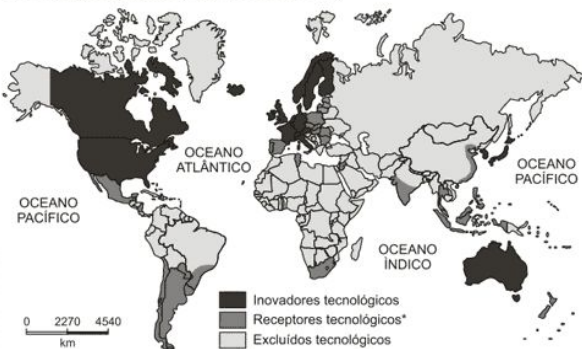 OCEANO
ATLÂNTICO
OCEANO
PACÍFICO
OCEANO
PACÍFICO
OCEANO
ÍNDICO
Inovadores tecnológicos
Receptores tecnológicos*
Excluídos tecnológicos
0 2270 4540
km